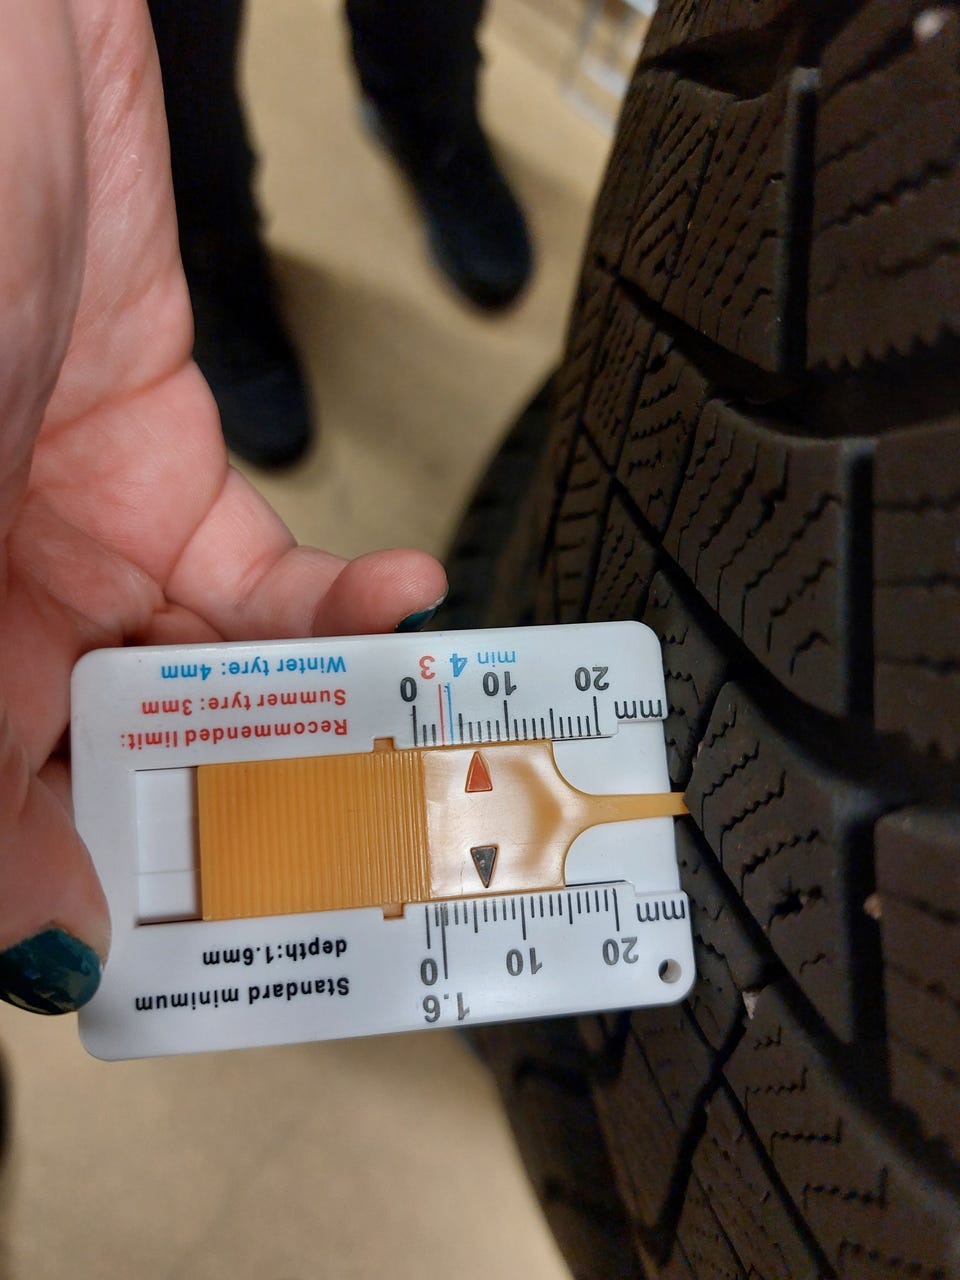 Standard minimum
depth:1.6mm
1.6
0 10 20 mm
0 10 20 mm
3 4 min
Recommended limit:
Summer tyre: 3mm
Winter tyre: 4mm